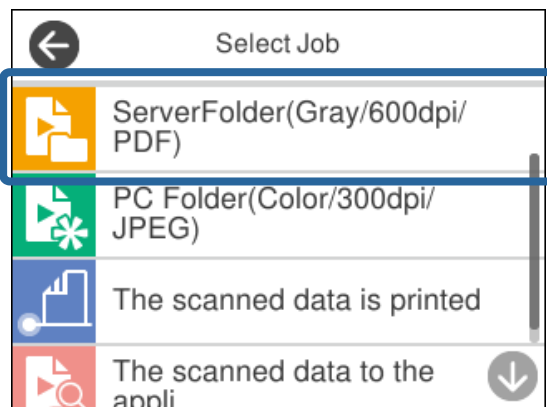 Select Job
ServerFolder(Gray/600dpi/
PDF)
PC Folder(Color/300dpi/
JPEG)
The scanned data is printed
The scanned data to the
appli...